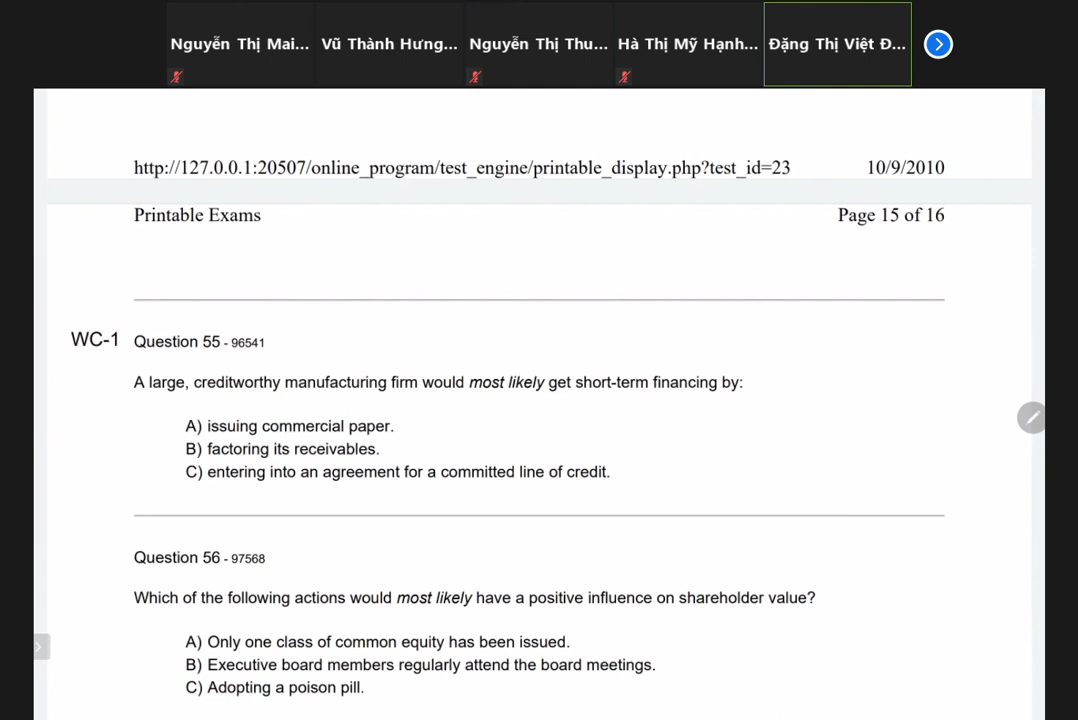 Nguyễn Thị Mai... Vũ Thành Hưng... Nguyễn Thị Thu... Hà Thị Mỹ Hạnh... Đặng Thị Việt Đ...
http://127.0.0.1:20507/online_program/test_engine/printable_display.php?test_id=23 10/9/2010
Printable Exams Page 15 of 16
WC-1 Question 55 - 96541
A large, creditworthy manufacturing firm would most likely get short-term financing by:
A) issuing commercial paper.
B) factoring its receivables.
C) entering into an agreement for a committed line of credit.
Question 56 - 97568
Which of the following actions would most likely have a positive influence on shareholder value?
A) Only one class of common equity has been issued.
B) Executive board members regularly attend the board meetings.
C) Adopting a poison pill.